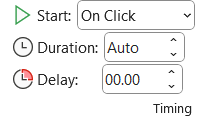 Start: On Click
Duration: Auto
Delay: 00.00
Timing